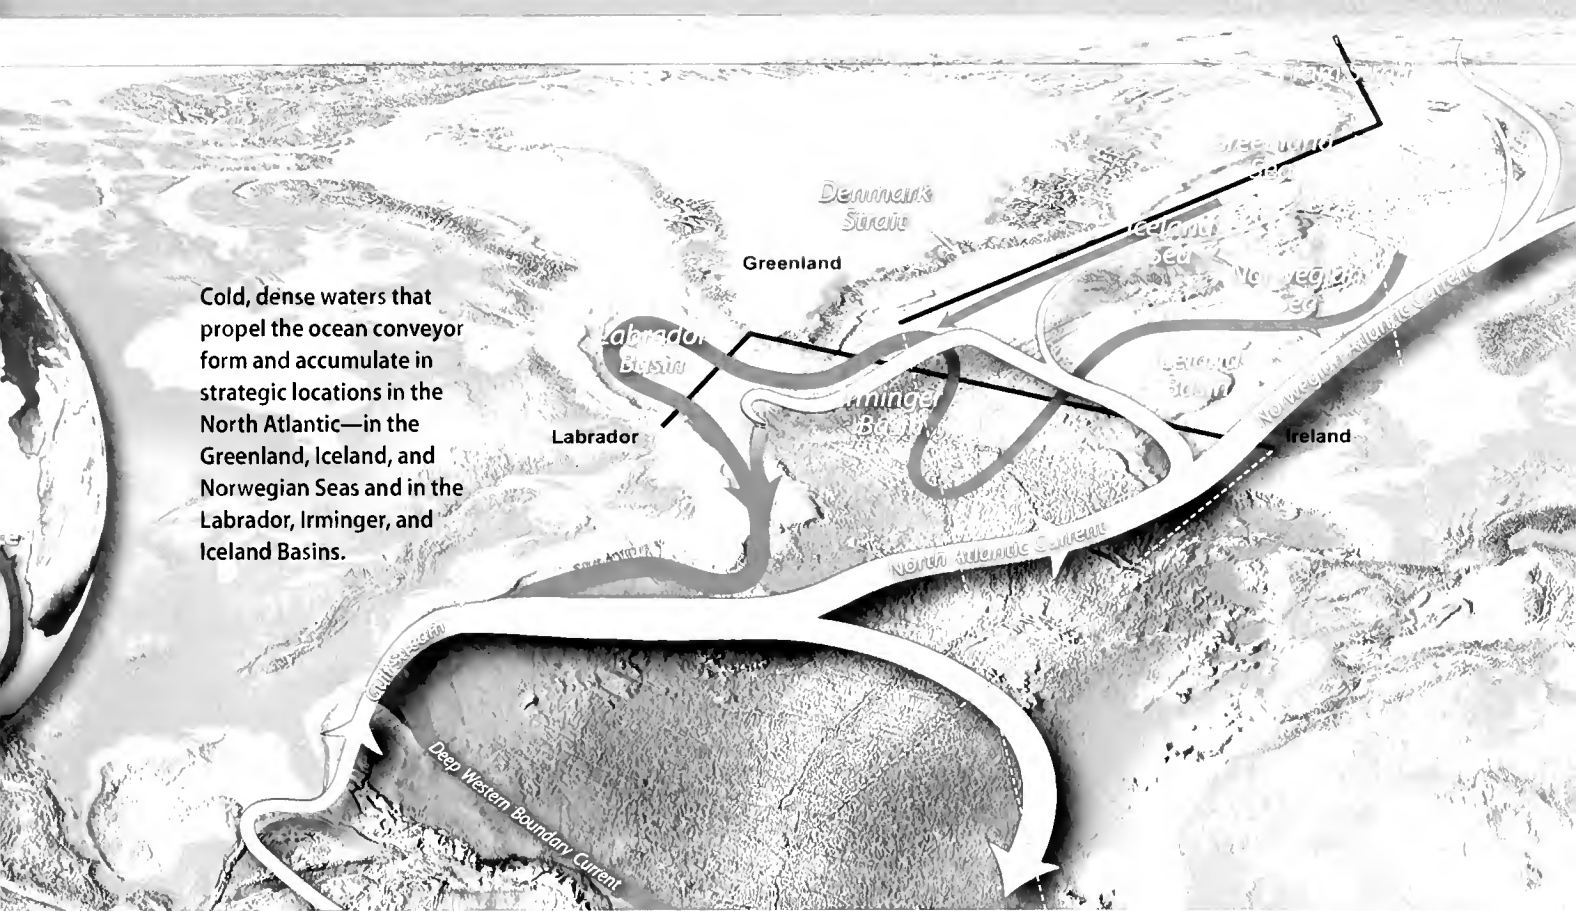 Fram Strait
Greenland
Sea
Denmark
Strait
Iceland
Sea
Greenland
Norwegian
Cold, dense waters that
propel the ocean conveyor
form and accumulate in
strategic locations in the
North Atlantic—in the
Greenland, Iceland, and
Norwegian Seas and in the
Labrador, Irminger, and
Iceland Basins.
Labrador
Basin
Iceland
Basin
Irminger
Basin
Norwegian Atlantic Current
Labrador
Ireland
North Atlantic Current
Gulf Stream
Deep Western Boundary Current